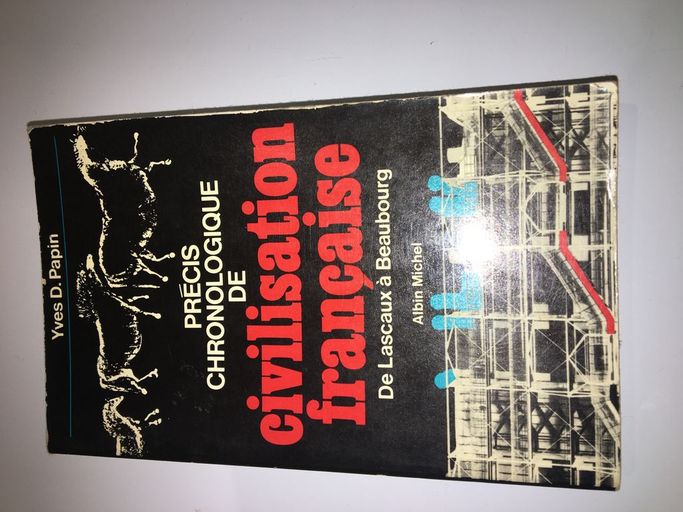 Yves D. Papin
PRÉCIS
CHRONOLOGIQUE
DE
civilisation
française
De Lascaux à Beaubourg
Albin Michel